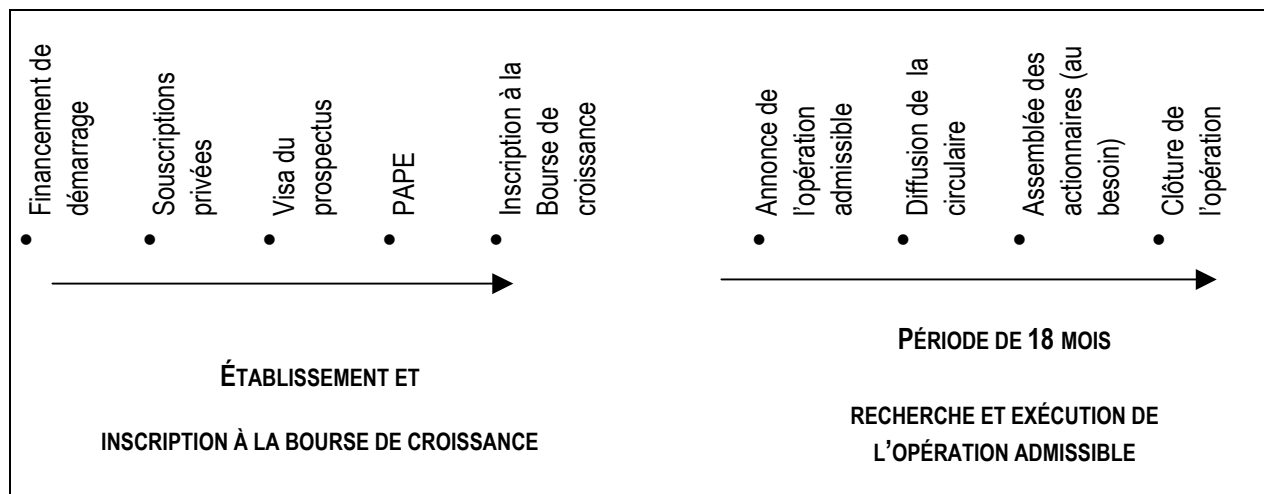 Financement de
démarrage
Souscriptions
privées
Visa du
prospectus
PAPE
Inscription à la
Bourse de
croissance
Annonce de
l'opération
admissible
Diffusion de la
circulaire
Assemblée des
actionnaires (au
besoin)
Clôture de
l'opération
ÉTABLISSEMENT ET
INSCRIPTION À LA BOURSE DE CROISSANCE
PÉRIODE DE 18 MOIS
RECHERCHE ET EXÉCUTION DE
L'OPÉRATION ADMISSIBLE